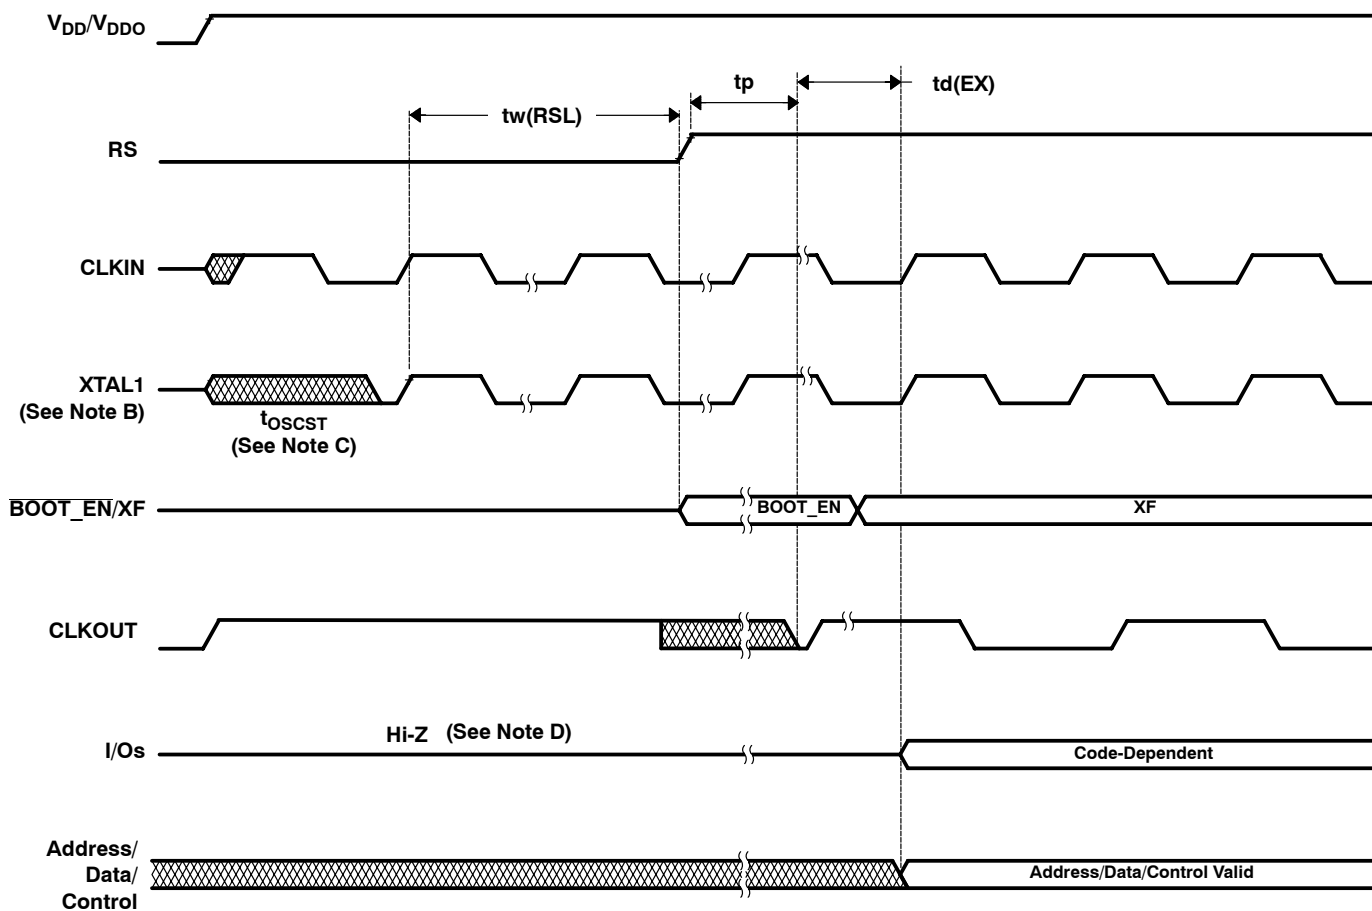 VDD/VDDO
tp
td(EX)
tw(RSL)
RS
CLKIN
XTAL1
(See Note B)
tOSCST
(See Note C)
BOOT_EN/XF
BOOT_EN
XF
CLKOUT
Hi-Z (See Note D)
I/Os
Code-Dependent
Address/
Data/
Control
Address/Data/Control Valid